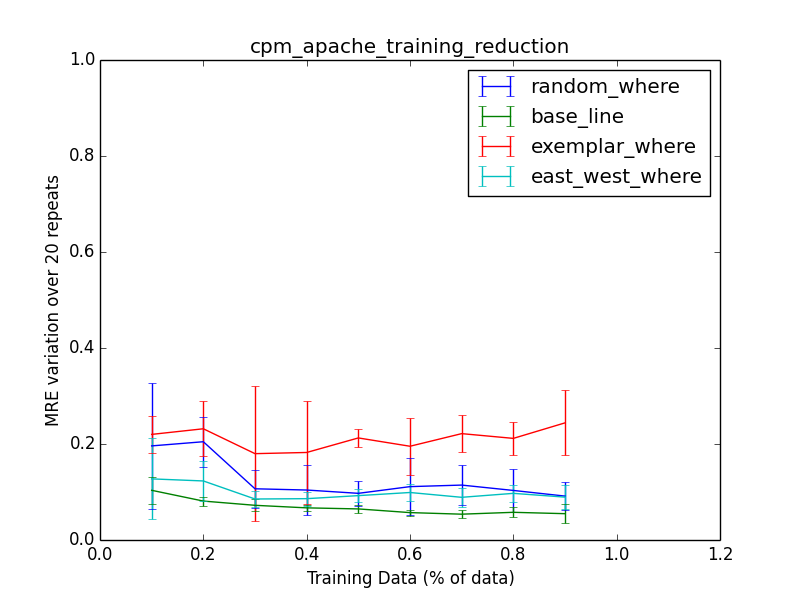 cpm_apache_training_reduction
1.0
0.8
0.6
0.4
0.2
0.0
MRE variation over 20 repeats
random_where
base_line
exemplar_where
east_west_where
0.0 0.2 0.4 0.6 0.8 1.0 1.2
Training Data (% of data)